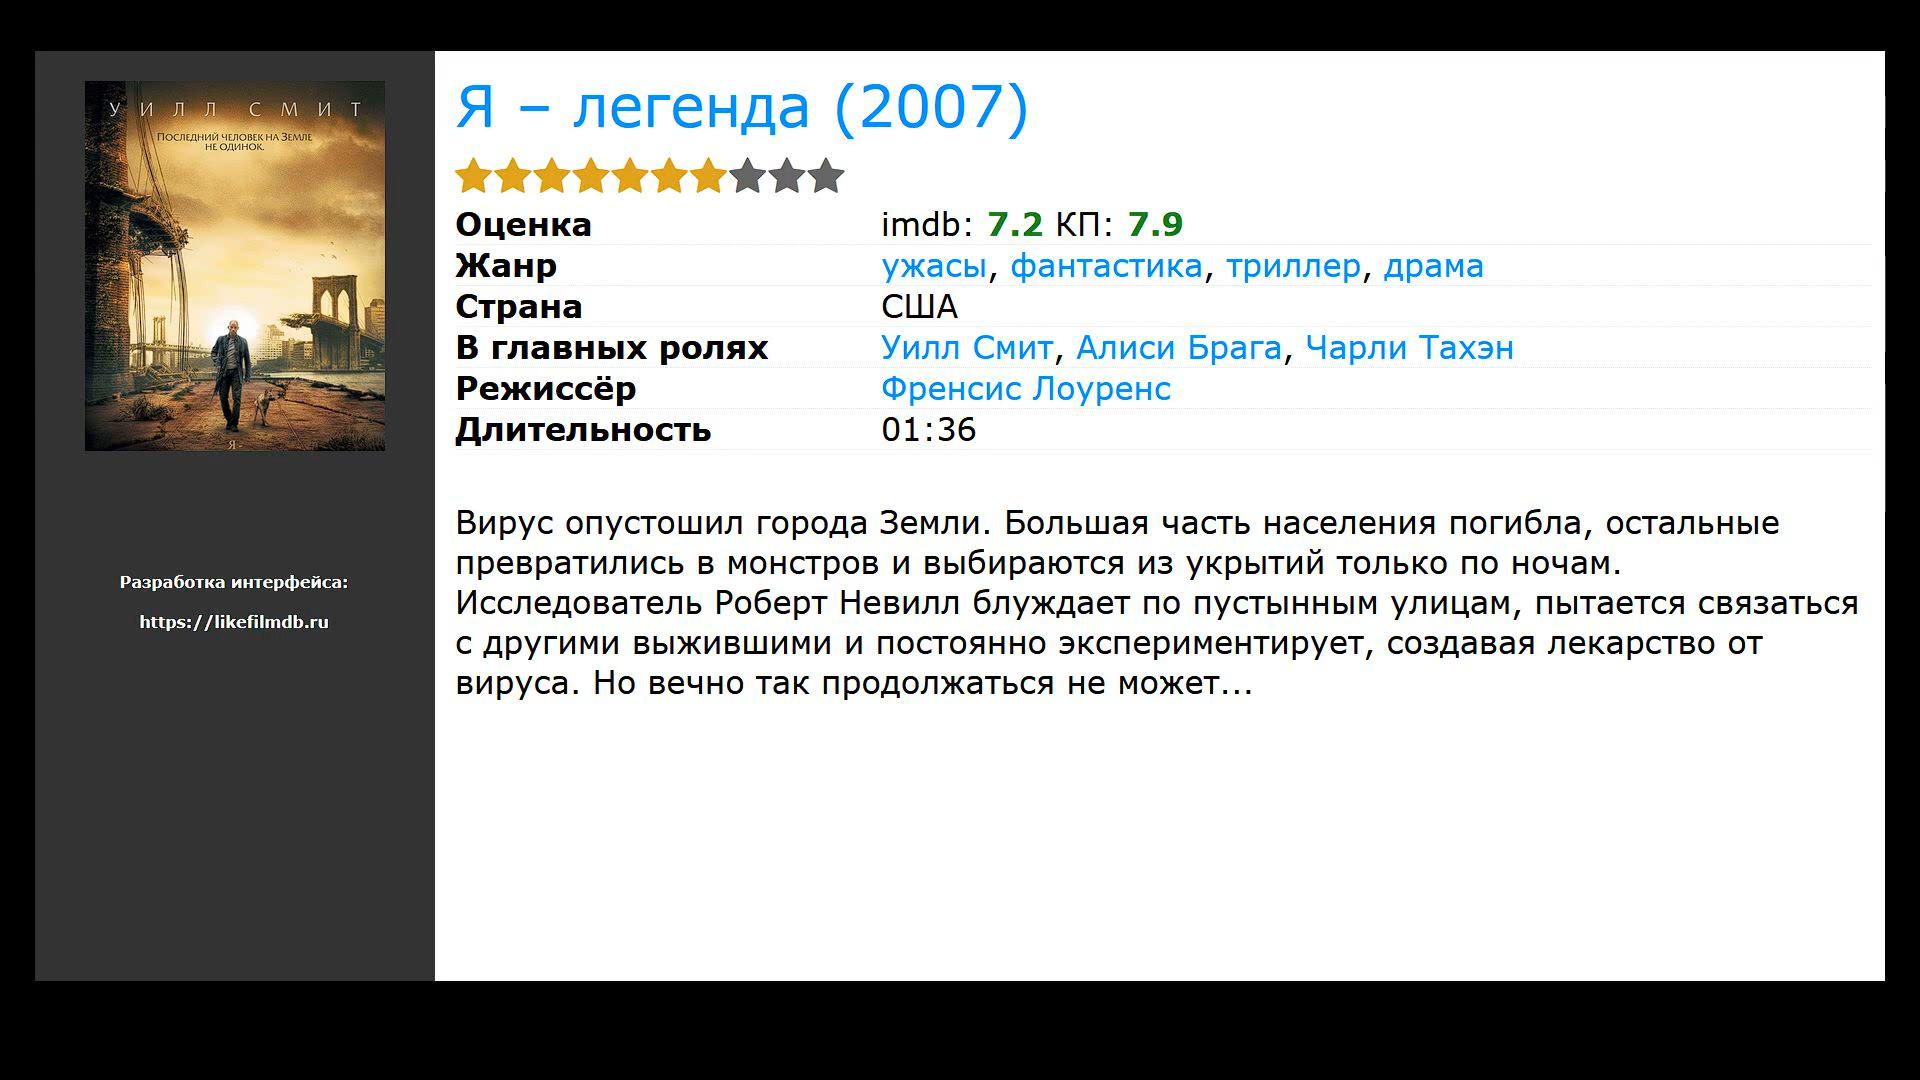 УИЛЛ СМИТ
ПОСЛЕДНИЙ ЧЕЛОВЕК НА ЗЕМЛЕ
НЕ ОДИНОК.
Я -
Разработка интерфейса:
https://likefilmdb.ru
Я – легенда (2007)
Оценка imdb: 7.2 КП: 7.9
Жанр ужасы, фантастика, триллер, драма
Страна США
В главных ролях Уилл Смит, Алиси Брага, Чарли Тахэн
Режиссёр Френсис Лоуренс
Длительность 01:36
Вирус опустошил города Земли. Большая часть населения погибла, остальные
превратились в монстров и выбираются из укрытий только по ночам.
Исследователь Роберт Невилл блуждает по пустынным улицам, пытается связаться
с другими выжившими и постоянно экспериментирует, создавая лекарство от
вируса. Но вечно так продолжаться не может...